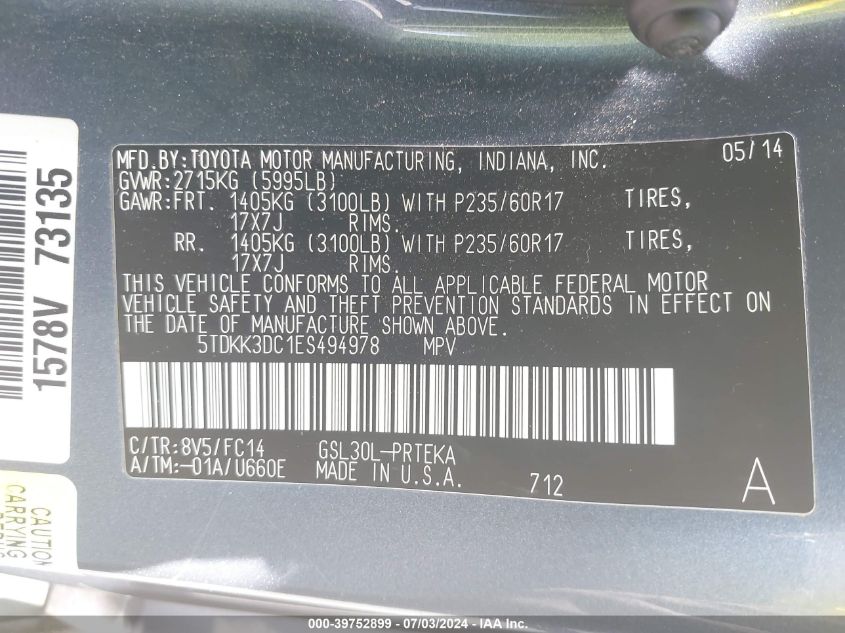 MFD.BY:TOYOTA MOTOR MANUFACTURING, INDIANA, INC. 05/14
GVWR:2715KG (5995LB)
GAWR:FRT. 1405KG (3100LB) WITH P235/60R17 TIRES,
17X7J RIMS.
RR. 1405KG (3100LB) WITH P235/60R17 TIRES,
17X7J RIMS.
THIS VEHICLE CONFORMS TO ALL APPLICABLE FEDERAL MOTOR
VEHICLE SAFETY AND THEFT PREVENTION STANDARDS IN EFFECT ON
THE DATE OF MANUFACTURE SHOWN ABOVE.
5TDKK3DC1ES494978 MPV
C/TR:8V5/FC14 GSL30L-PRTEKA
A/TM:-01A/U660E MADE IN U.S.A. 712 A
1578V 73135
CAUTION
CARRYING
000-39752899 - 07/03/2024 - IAA Inc.